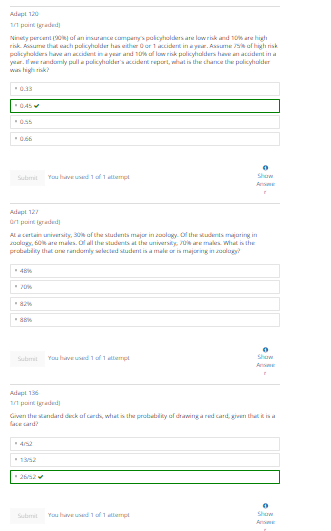 Adapt 120
1/1 point (graded)
Ninety percent (90%) of an insurance company's policyholders are low risk and 10% are high
risk. Assume that each policyholder has either 0 or 1 accident in a year. Assume 75% of high risk
policyholders have an accident in a year and 10% of low risk policyholders have an accident in a
year. If we randomly pull a policyholder's accident report, what is the chance the policyholder
was high risk?
0.33
0.45 ✔
0.55
0.66
Submit
You have used 1 of 1 attempt
Show
Answe
r
Adapt 127
0/1 point (graded)
At a certain university, 30% of the students major in zoology. Of the students majoring in
zoology, 60% are males. Of all the students at the university, 70% are males. What is the
probability that one randomly selected student is a male or is majoring in zoology?
48%
70%
82%
88%
Submit
You have used 1 of 1 attempt
Show
Answe
r
Adapt 136
1/1 point (graded)
Given the standard deck of cards, what is the probability of drawing a red card, given that it is a
face card?
4/52
13/52
26/52 ✔
Submit
You have used 1 of 1 attempt
Show
Answe
r